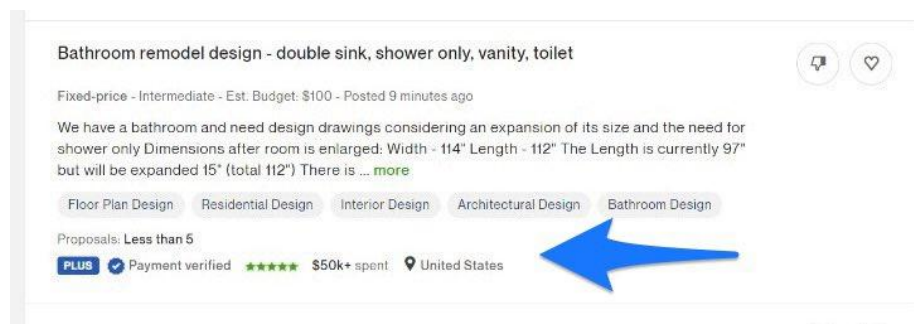 Bathroom remodel design - double sink, shower only, vanity, toilet
Fixed-price - Intermediate - Est. Budget: $100 - Posted 9 minutes ago
We have a bathroom and need design drawings considering an expansion of its size and the need for
shower only Dimensions after room is enlarged: Width - 114" Length - 112" The Length is currently 97"
but will be expanded 15" (total 112") There is ... more
Floor Plan Design Residential Design Interior Design Architectural Design Bathroom Design
Proposals: Less than 5
PLUS Payment verified $50k+ spent United States